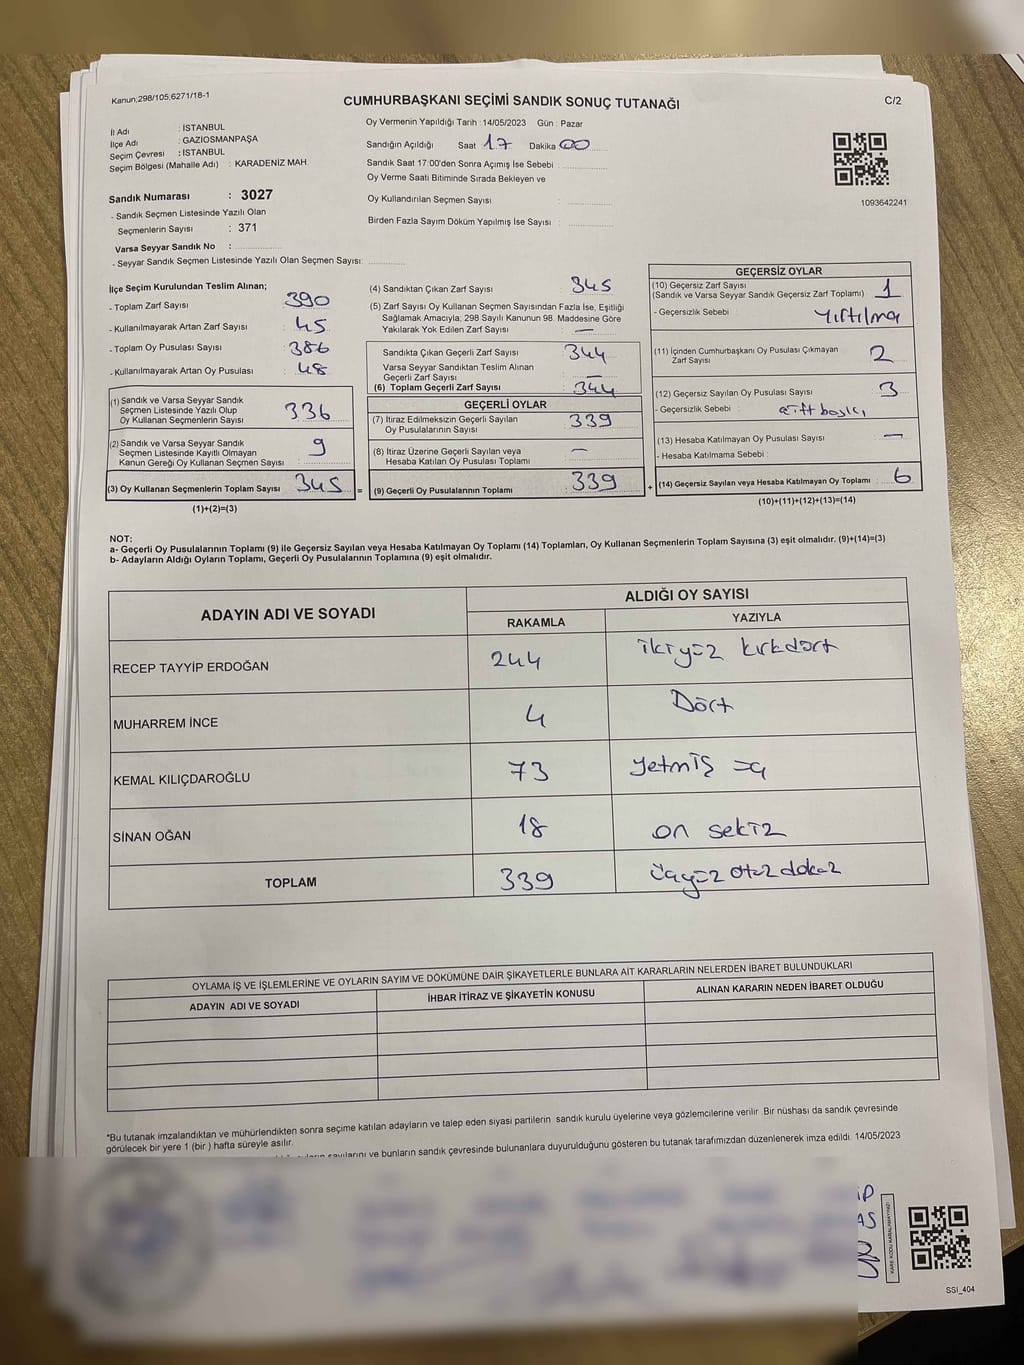 Kanun:298/105,6271/18-1
CUMHURBAŞKANI SEÇİMİ SANDIK SONUÇ TUTANAĞI
C/2
İl Adı : İSTANBUL
İlçe Adı : GAZİOSMANPAŞA
Seçim Çevresi : İSTANBUL
Seçim Bölgesi (Mahalle Adı) : KARADENİZ MAH.
Oy Vermenin Yapıldığı Tarih : 14/05/2023 Gün : Pazar
Sandığın Açıldığı Saat 17 Dakika 00
Sandık Saat 17:00'den Sonra Açımış İse Sebebi :
Oy Verme Saati Bitiminde Sırada Bekleyen ve
Oy Kullandırılan Seçmen Sayısı :
Birden Fazla Sayım Döküm Yapılmış İse Sayısı :
1093642241
Sandık Numarası : 3027
- Sandık Seçmen Listesinde Yazılı Olan
Seçmenlerin Sayısı : 371
Varsa Seyyar Sandık No :
- Seyyar Sandık Seçmen Listesinde Yazılı Olan Seçmen Sayısı:
İlçe Seçim Kurulundan Teslim Alınan;
- Toplam Zarf Sayısı : 390
- Kullanılmayarak Artan Zarf Sayısı : 45
- Toplam Oy Pusulası Sayısı : 386
- Kullanılmayarak Artan Oy Pusulası : 48
(1) Sandık ve Varsa Seyyar Sandık
Seçmen Listesinde Yazılı Olup
Oy Kullanan Seçmenlerin Sayısı : 336
(2) Sandık ve Varsa Seyyar Sandık
Seçmen Listesinde Kayıtlı Olmayan
Kanun Gereği Oy Kullanan Seçmen Sayısı : 9
(3) Oy Kullanan Seçmenlerin Toplam Sayısı : 345 =
(1)+(2)=(3)
(4) Sandıktan Çıkan Zarf Sayısı : 345
(5) Zarf Sayısı Oy Kullanan Seçmen Sayısından Fazla İse, Eşitliği
Sağlamak Amacıyla; 298 Sayılı Kanunun 98. Maddesine Göre
Yakılarak Yok Edilen Zarf Sayısı : —
Sandıkta Çıkan Geçerli Zarf Sayısı : 344
Varsa Seyyar Sandıktan Teslim Alınan
Geçerli Zarf Sayısı : —
(6) Toplam Geçerli Zarf Sayısı : 344
GEÇERLİ OYLAR
(7) İtiraz Edilmeksizin Geçerli Sayılan
Oy Pusulalarının Sayısı : 339
(8) İtiraz Üzerine Geçerli Sayılan veya
Hesaba Katılan Oy Pusulası Toplamı : —
(9) Geçerli Oy Pusulalarının Toplamı : 339 +
GEÇERSİZ OYLAR
(10) Geçersiz Zarf Sayısı : 1
(Sandık ve Varsa Seyyar Sandık Geçersiz Zarf Toplamı)
- Geçersizlik Sebebi : Yırtılma
(11) İçinden Cumhurbaşkanı Oy Pusulası Çıkmayan
Zarf Sayısı : 2
(12) Geçersiz Sayılan Oy Pusulası Sayısı : 3
- Geçersizlik Sebebi : çift baskı
(13) Hesaba Katılmayan Oy Pusulası Sayısı : —
- Hesaba Katılmama Sebebi :
(14) Geçersiz Sayılan veya Hesaba Katılmayan Oy Toplamı : 6
(10)+(11)+(12)+(13)=(14)
NOT:
a- Geçerli Oy Pusulalarının Toplamı (9) ile Geçersiz Sayılan veya Hesaba Katılmayan Oy Toplamı (14) Toplamları, Oy Kullanan Seçmenlerin Toplam Sayısına (3) eşit olmalıdır. (9)+(14)=(3)
b- Adayların Aldığı Oyların Toplamı, Geçerli Oy Pusulalarının Toplamına (9) eşit olmalıdır.
ADAYIN ADI VE SOYADI
ALDIĞI OY SAYISI
RAKAMLA YAZIYLA
RECEP TAYYİP ERDOĞAN 244 ikiyüz kırkdört
MUHARREM İNCE 4 Dört
KEMAL KILIÇDAROĞLU 73 Yetmiş üç
SİNAN OĞAN 18 on sekiz
TOPLAM 339 üçyüz otuz dokuz
OYLAMA İŞ VE İŞLEMLERİNE VE OYLARIN SAYIM VE DÖKÜMÜNE DAİR ŞİKAYETLERLE BUNLARA AİT KARARLARIN NELERDEN İBARET BULUNDUKLARI
ADAYIN ADI VE SOYADI İHBAR İTİRAZ VE ŞİKAYETİN KONUSU ALINAN KARARIN NEDEN İBARET OLDUĞU
*Bu tutanak imzalandıktan ve mühürlendikten sonra seçime katılan adayların ve talep eden siyasi partilerin sandık kurulu üyelerine veya gözlemcilerine verilir. Bir nüshası da sandık çevresinde
görülecek bir yere 1 (bir ) hafta süreyle asılır.
sayılarını ve bunların sandık çevresinde bulunanlara duyurulduğunu gösteren bu tutanak tarafımızdan düzenlenerek imza edildi. 14/05/2023
SSI_404